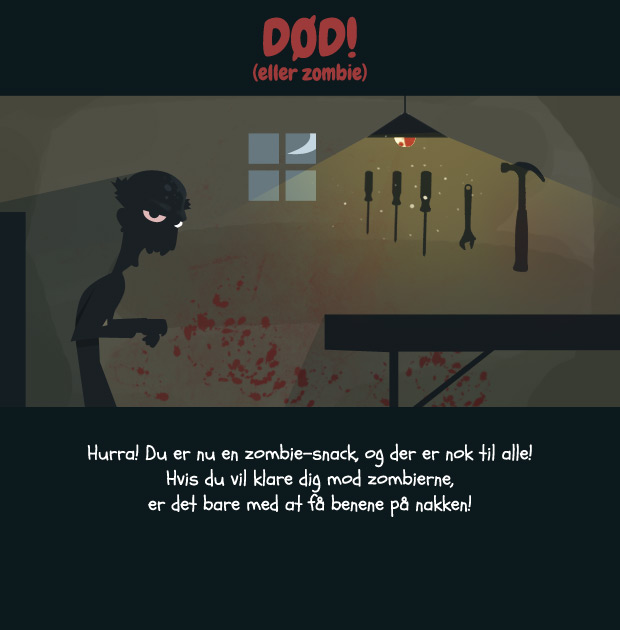 DØD!
(eller zombie)
Hurra! Du er nu en zombie-snack, og der er nok til alle!
Hvis du vil klare dig mod zombierne,
er det bare med at få benene på nakken!